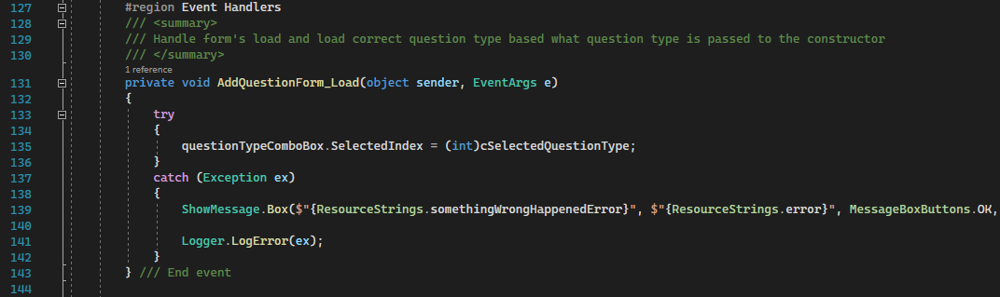 127 #region Event Handlers
128 /// <summary>
129 /// Handle form's load and load correct question type based what question type is passed to the constructor
130 /// </summary>
1 reference
131 private void AddQuestionForm_Load(object sender, EventArgs e)
132 {
133 try
134 {
135 questionTypeComboBox.SelectedIndex = (int)cSelectedQuestionType;
136 }
137 catch (Exception ex)
138 {
139 ShowMessage.Box($"{ResourceStrings.somethingWrongHappenedError}", $"{ResourceStrings.error}", MessageBoxButtons.OK,
140
141 Logger.LogError(ex);
142 }
143 } /// End event
144